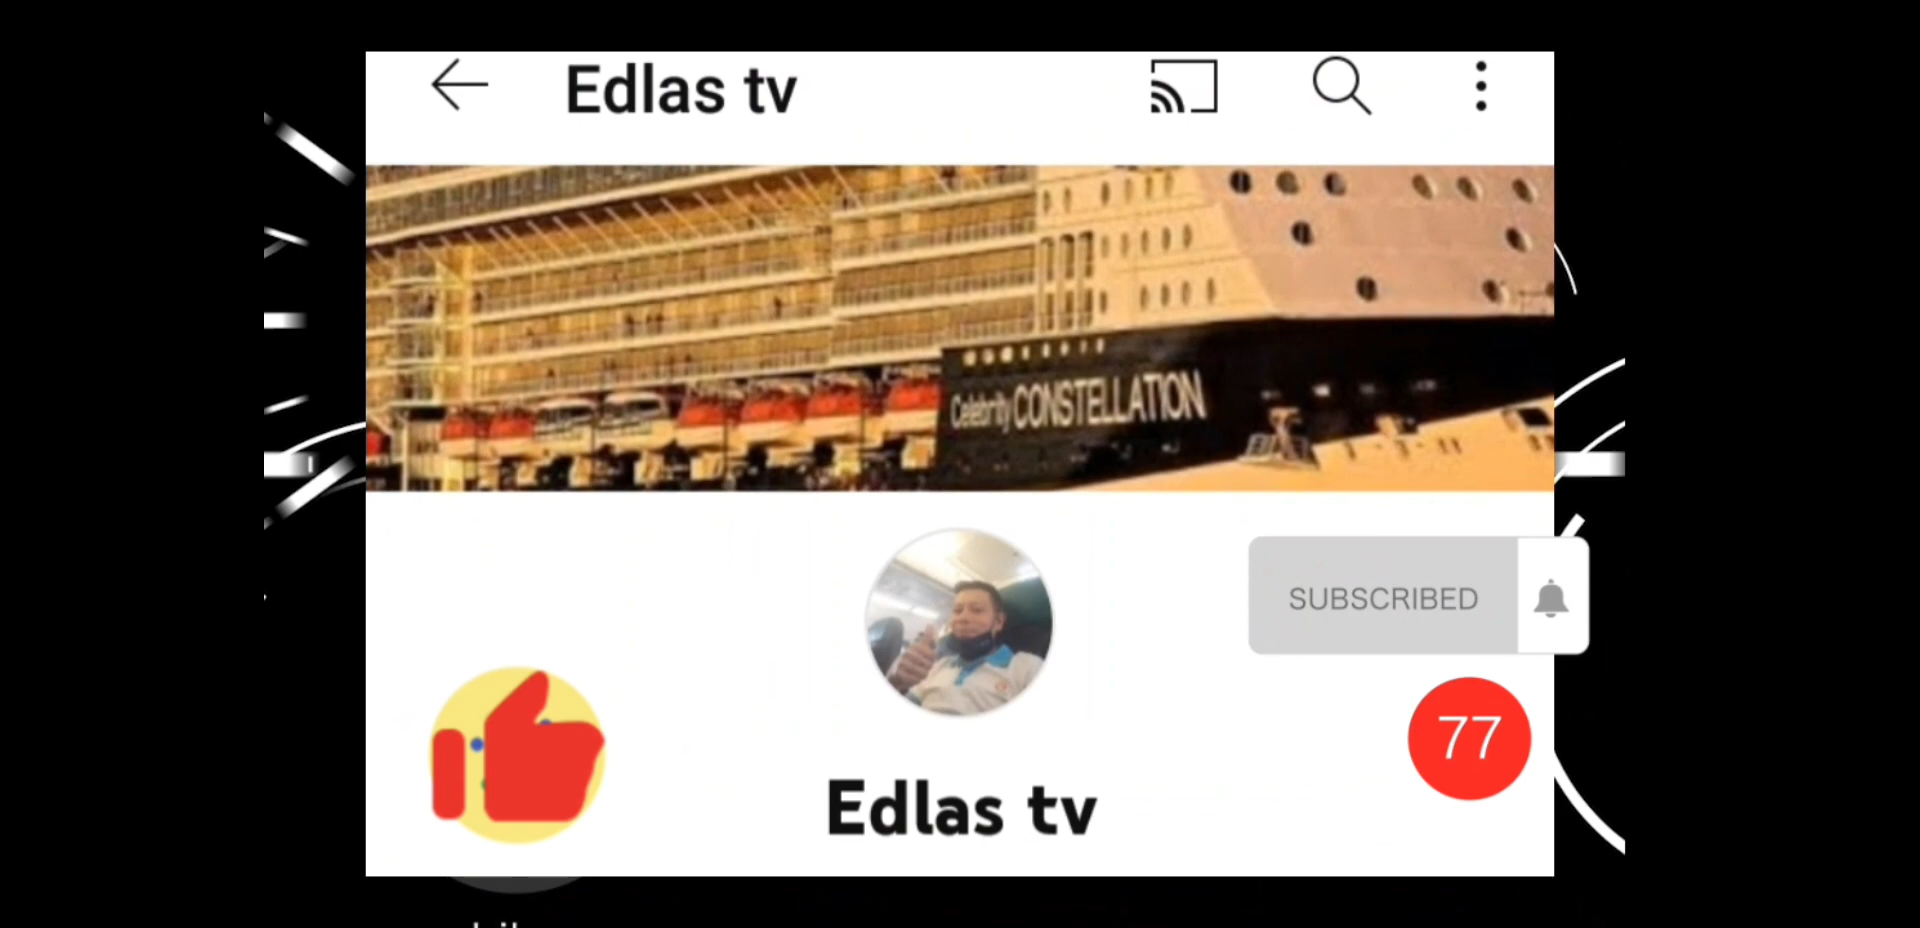 Edlas tv
Celebrity CONSTELLATION
SUBSCRIBED
77
Edlas tv